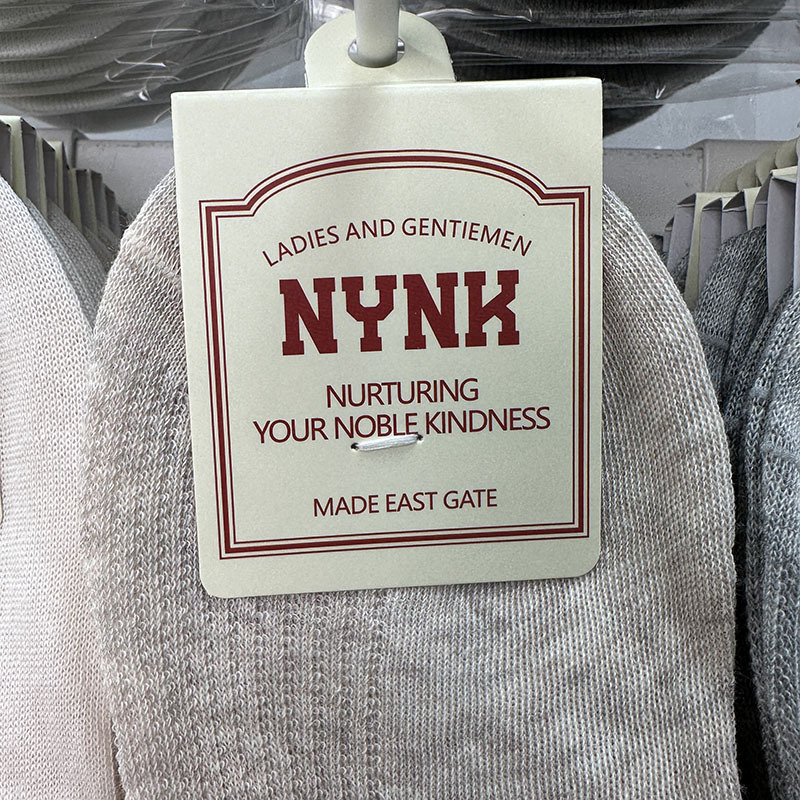 LADIES AND GENTIEMEN
NYNK
NURTURING
YOUR NOBLE KINDNESS
MADE EAST GATE